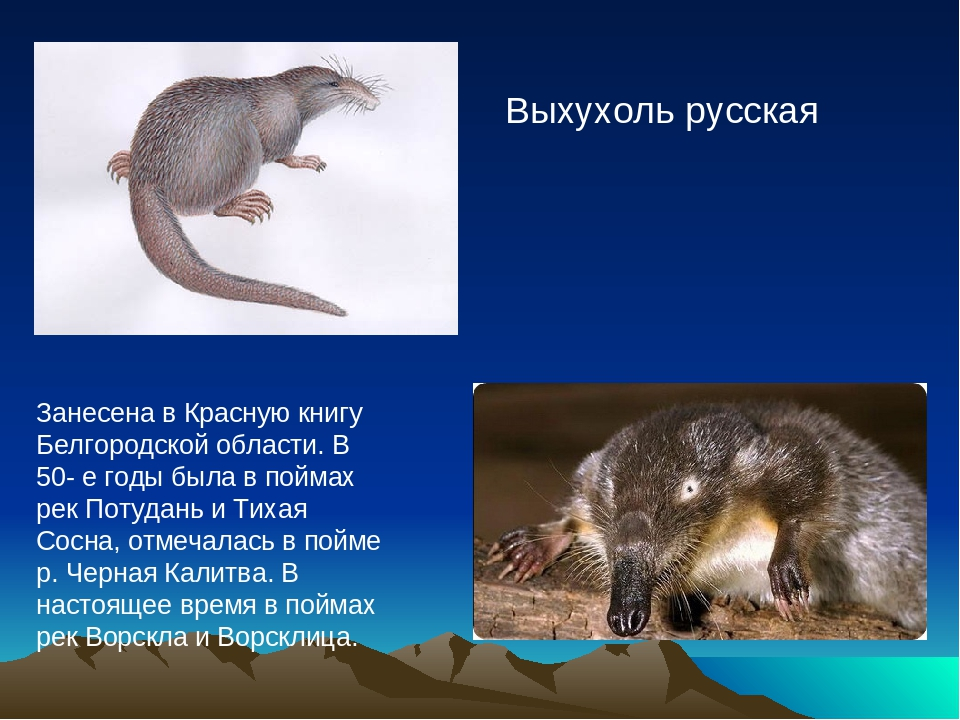 Выхухоль русская
Занесена в Красную книгу
Белгородской области. В
50- е годы была в поймах
рек Потудань и Тихая
Сосна, отмечалась в пойме
р. Черная Калитва. В
настоящее время в поймах
рек Ворскла и Ворсклица.